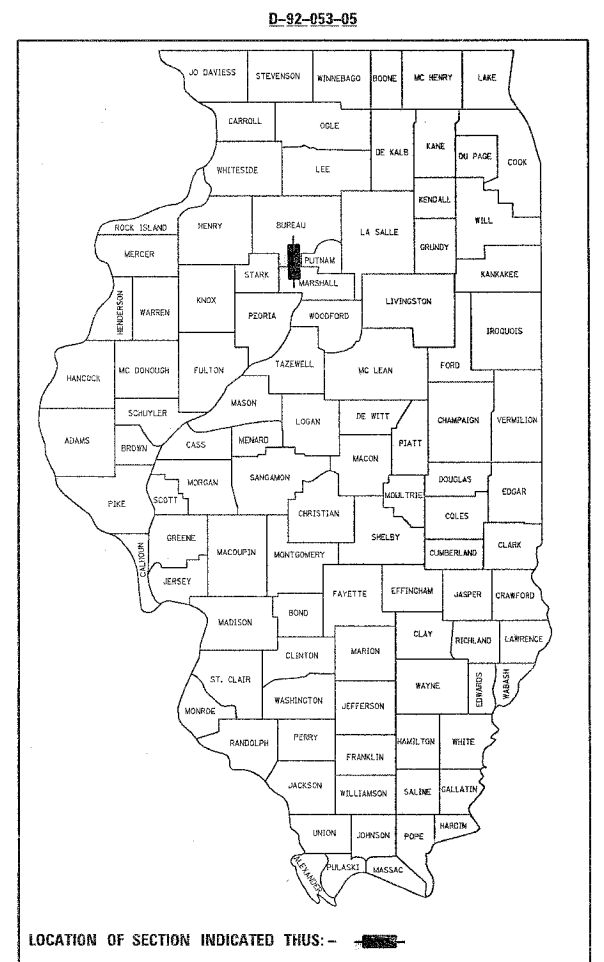 D-92-053-05
JO DAVIESS STEVENSON WINNEBAGO BOONE MC HENRY LAKE
CARROLL OGLE
DE KALB KANE DU PAGE COOK
WHITESIDE LEE
KENDALL
ROCK ISLAND HENRY BUREAU LA SALLE WILL
MERCER PUTNAM GRUNDY
STARK MARSHALL KANKAKEE
HENDERSON WARREN KNOX PEORIA WOODFORD LIVINGSTON
IROQUOIS
HANCOCK MC DONOUGH FULTON TAZEWELL MC LEAN FORD
SCHUYLER MASON
ADAMS BROWN CASS MENARD LOGAN DE WITT PIATT CHAMPAIGN VERMILION
MACON
PIKE SCOTT MORGAN SANGAMON MOULTRIE DOUGLAS EDGAR
CHRISTIAN COLES
CALHOUN GREENE MACOUPIN MONTGOMERY SHELBY CUMBERLAND CLARK
JERSEY FAYETTE EFFINGHAM JASPER CRAWFORD
MADISON BOND
CLAY RICHLAND LAWRENCE
CLINTON MARION
ST. CLAIR WAYNE EDWARDS WABASH
MONROE WASHINGTON JEFFERSON
RANDOLPH PERRY HAMILTON WHITE
FRANKLIN
JACKSON WILLIAMSON SALINE GALLATIN
UNION JOHNSON POPE HARDIN
ALEXANDER PULASKI MASSAC
LOCATION OF SECTION INDICATED THUS: -